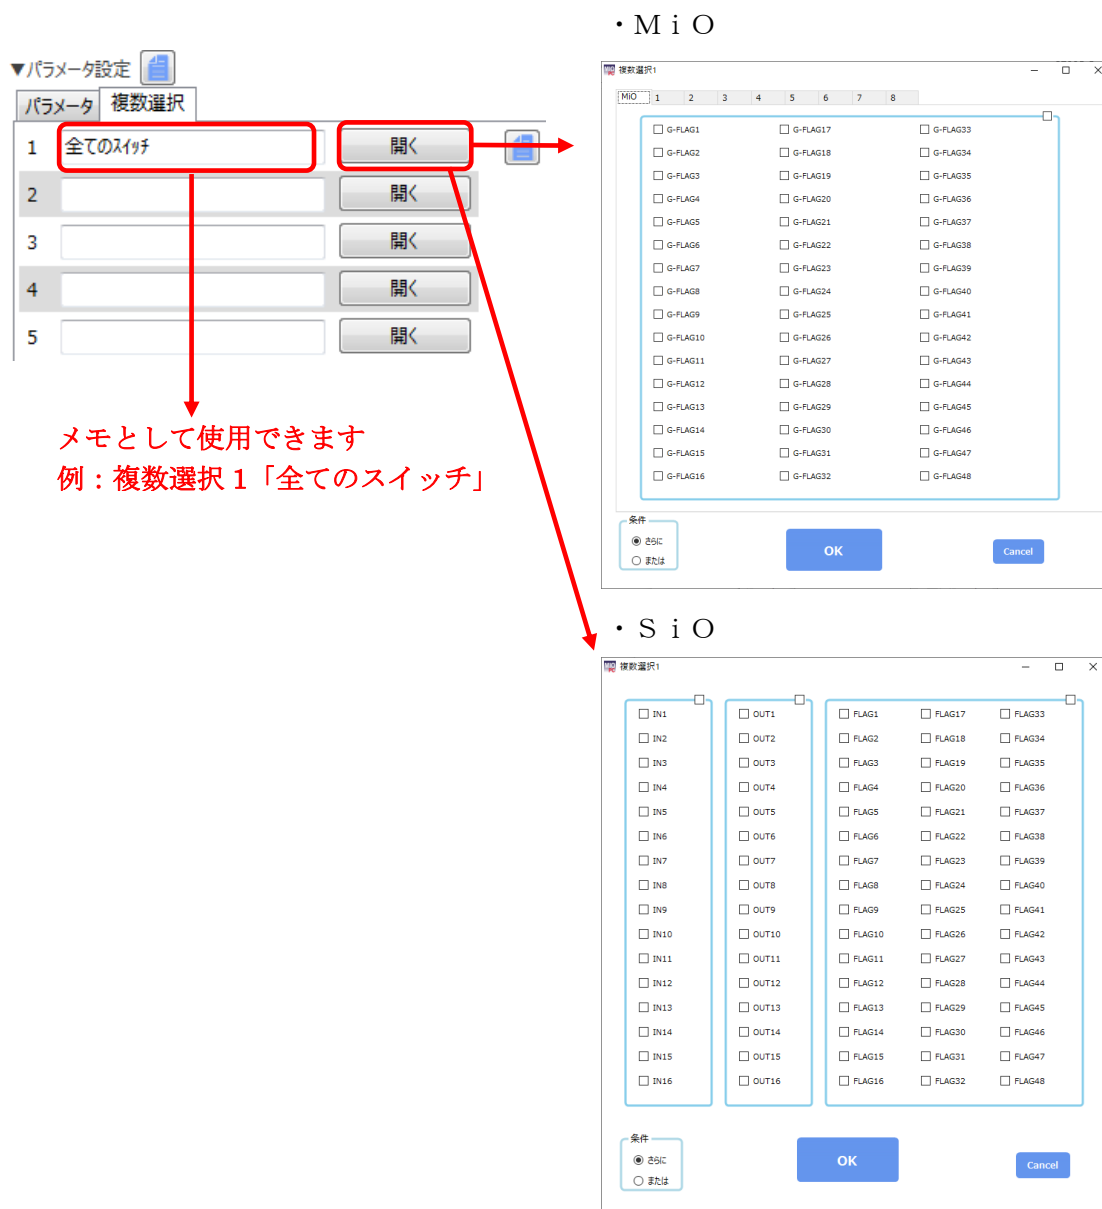 ・ＭｉＯ
▼パラメータ設定
パラメータ 複数選択
1 全てのｽｲｯﾁ 開く
2 開く
3 開く
4 開く
5 開く
メモとして使用できます
例：複数選択１「全てのスイッチ」
複数選択1
MiO 1 2 3 4 5 6 7 8
G-FLAG1 G-FLAG17 G-FLAG33
G-FLAG2 G-FLAG18 G-FLAG34
G-FLAG3 G-FLAG19 G-FLAG35
G-FLAG4 G-FLAG20 G-FLAG36
G-FLAG5 G-FLAG21 G-FLAG37
G-FLAG6 G-FLAG22 G-FLAG38
G-FLAG7 G-FLAG23 G-FLAG39
G-FLAG8 G-FLAG24 G-FLAG40
G-FLAG9 G-FLAG25 G-FLAG41
G-FLAG10 G-FLAG26 G-FLAG42
G-FLAG11 G-FLAG27 G-FLAG43
G-FLAG12 G-FLAG28 G-FLAG44
G-FLAG13 G-FLAG29 G-FLAG45
G-FLAG14 G-FLAG30 G-FLAG46
G-FLAG15 G-FLAG31 G-FLAG47
G-FLAG16 G-FLAG32 G-FLAG48
条件
さらに
または
OK
Cancel
・ＳｉＯ
複数選択1
IN1 OUT1 FLAG1 FLAG17 FLAG33
IN2 OUT2 FLAG2 FLAG18 FLAG34
IN3 OUT3 FLAG3 FLAG19 FLAG35
IN4 OUT4 FLAG4 FLAG20 FLAG36
IN5 OUT5 FLAG5 FLAG21 FLAG37
IN6 OUT6 FLAG6 FLAG22 FLAG38
IN7 OUT7 FLAG7 FLAG23 FLAG39
IN8 OUT8 FLAG8 FLAG24 FLAG40
IN9 OUT9 FLAG9 FLAG25 FLAG41
IN10 OUT10 FLAG10 FLAG26 FLAG42
IN11 OUT11 FLAG11 FLAG27 FLAG43
IN12 OUT12 FLAG12 FLAG28 FLAG44
IN13 OUT13 FLAG13 FLAG29 FLAG45
IN14 OUT14 FLAG14 FLAG30 FLAG46
IN15 OUT15 FLAG15 FLAG31 FLAG47
IN16 OUT16 FLAG16 FLAG32 FLAG48
条件
さらに
または
OK
Cancel